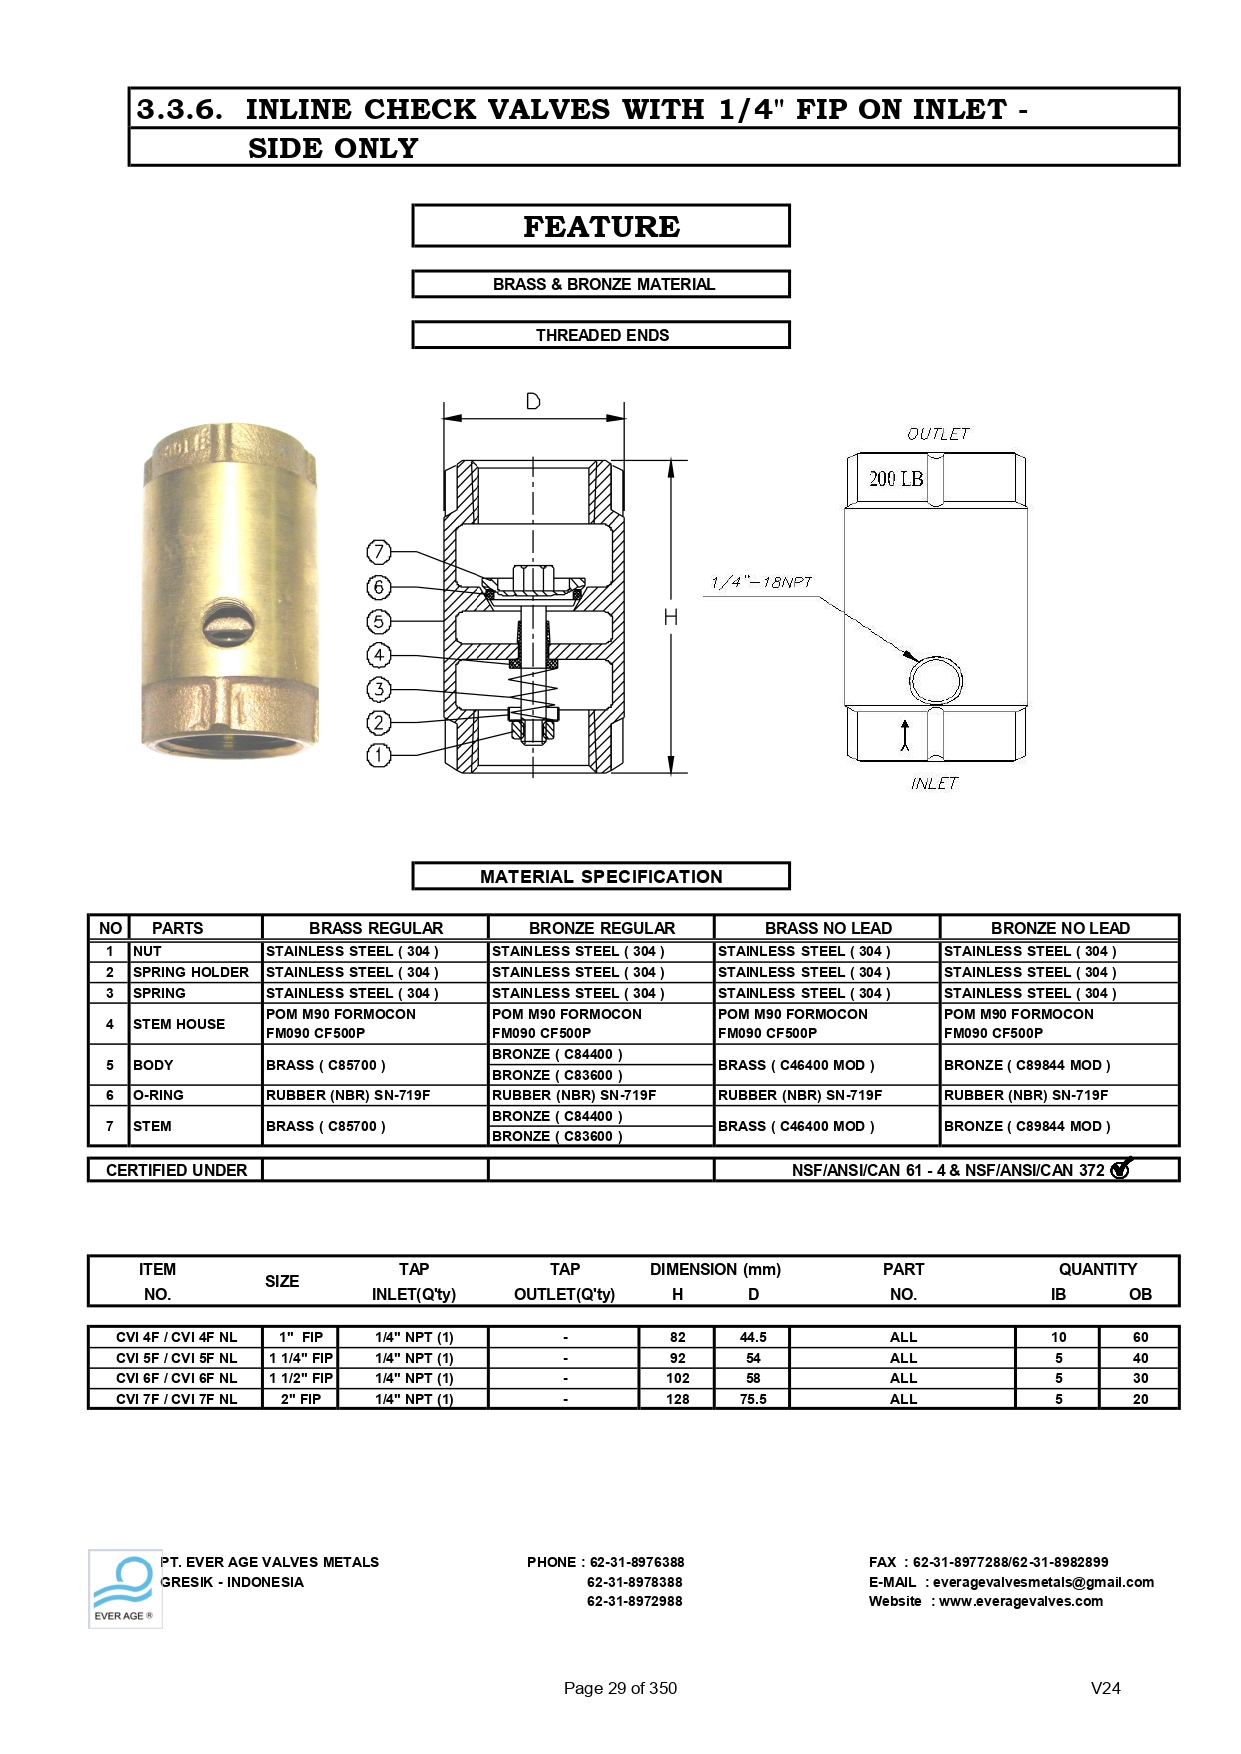 3.3.6. INLINE CHECK VALVES WITH 1/4" FIP ON INLET -
SIDE ONLY
FEATURE
BRASS & BRONZE MATERIAL
THREADED ENDS
D
H
7
6
5
4
3
2
1
OUTLET
200 LB
1/4"-18NPT
INLET
MATERIAL SPECIFICATION
NO PARTS BRASS REGULAR BRONZE REGULAR BRASS NO LEAD BRONZE NO LEAD
1 NUT STAINLESS STEEL ( 304 ) STAINLESS STEEL ( 304 ) STAINLESS STEEL ( 304 ) STAINLESS STEEL ( 304 )
2 SPRING HOLDER STAINLESS STEEL ( 304 ) STAINLESS STEEL ( 304 ) STAINLESS STEEL ( 304 ) STAINLESS STEEL ( 304 )
3 SPRING STAINLESS STEEL ( 304 ) STAINLESS STEEL ( 304 ) STAINLESS STEEL ( 304 ) STAINLESS STEEL ( 304 )
4 STEM HOUSE POM M90 FORMOCON POM M90 FORMOCON POM M90 FORMOCON POM M90 FORMOCON
FM090 CF500P FM090 CF500P FM090 CF500P FM090 CF500P
5 BODY BRASS ( C85700 ) BRONZE ( C84400 ) BRASS ( C46400 MOD ) BRONZE ( C89844 MOD )
BRONZE ( C83600 )
6 O-RING RUBBER (NBR) SN-719F RUBBER (NBR) SN-719F RUBBER (NBR) SN-719F RUBBER (NBR) SN-719F
7 STEM BRASS ( C85700 ) BRONZE ( C84400 ) BRASS ( C46400 MOD ) BRONZE ( C89844 MOD )
BRONZE ( C83600 )
CERTIFIED UNDER NSF/ANSI/CAN 61 - 4 & NSF/ANSI/CAN 372
ITEM SIZE TAP TAP DIMENSION (mm) PART QUANTITY
NO. INLET(Q'ty) OUTLET(Q'ty) H D NO. IB OB
CVI 4F / CVI 4F NL 1" FIP 1/4" NPT (1) - 82 44.5 ALL 10 60
CVI 5F / CVI 5F NL 1 1/4" FIP 1/4" NPT (1) - 92 54 ALL 5 40
CVI 6F / CVI 6F NL 1 1/2" FIP 1/4" NPT (1) - 102 58 ALL 5 30
CVI 7F / CVI 7F NL 2" FIP 1/4" NPT (1) - 128 75.5 ALL 5 20
EVER AGE ®
PT. EVER AGE VALVES METALS PHONE : 62-31-8976388 FAX : 62-31-8977288/62-31-8982899
GRESIK - INDONESIA 62-31-8978388 E-MAIL : everagevalvesmetals@gmail.com
62-31-8972988 Website : www.everagevalves.com
Page 29 of 350 V24